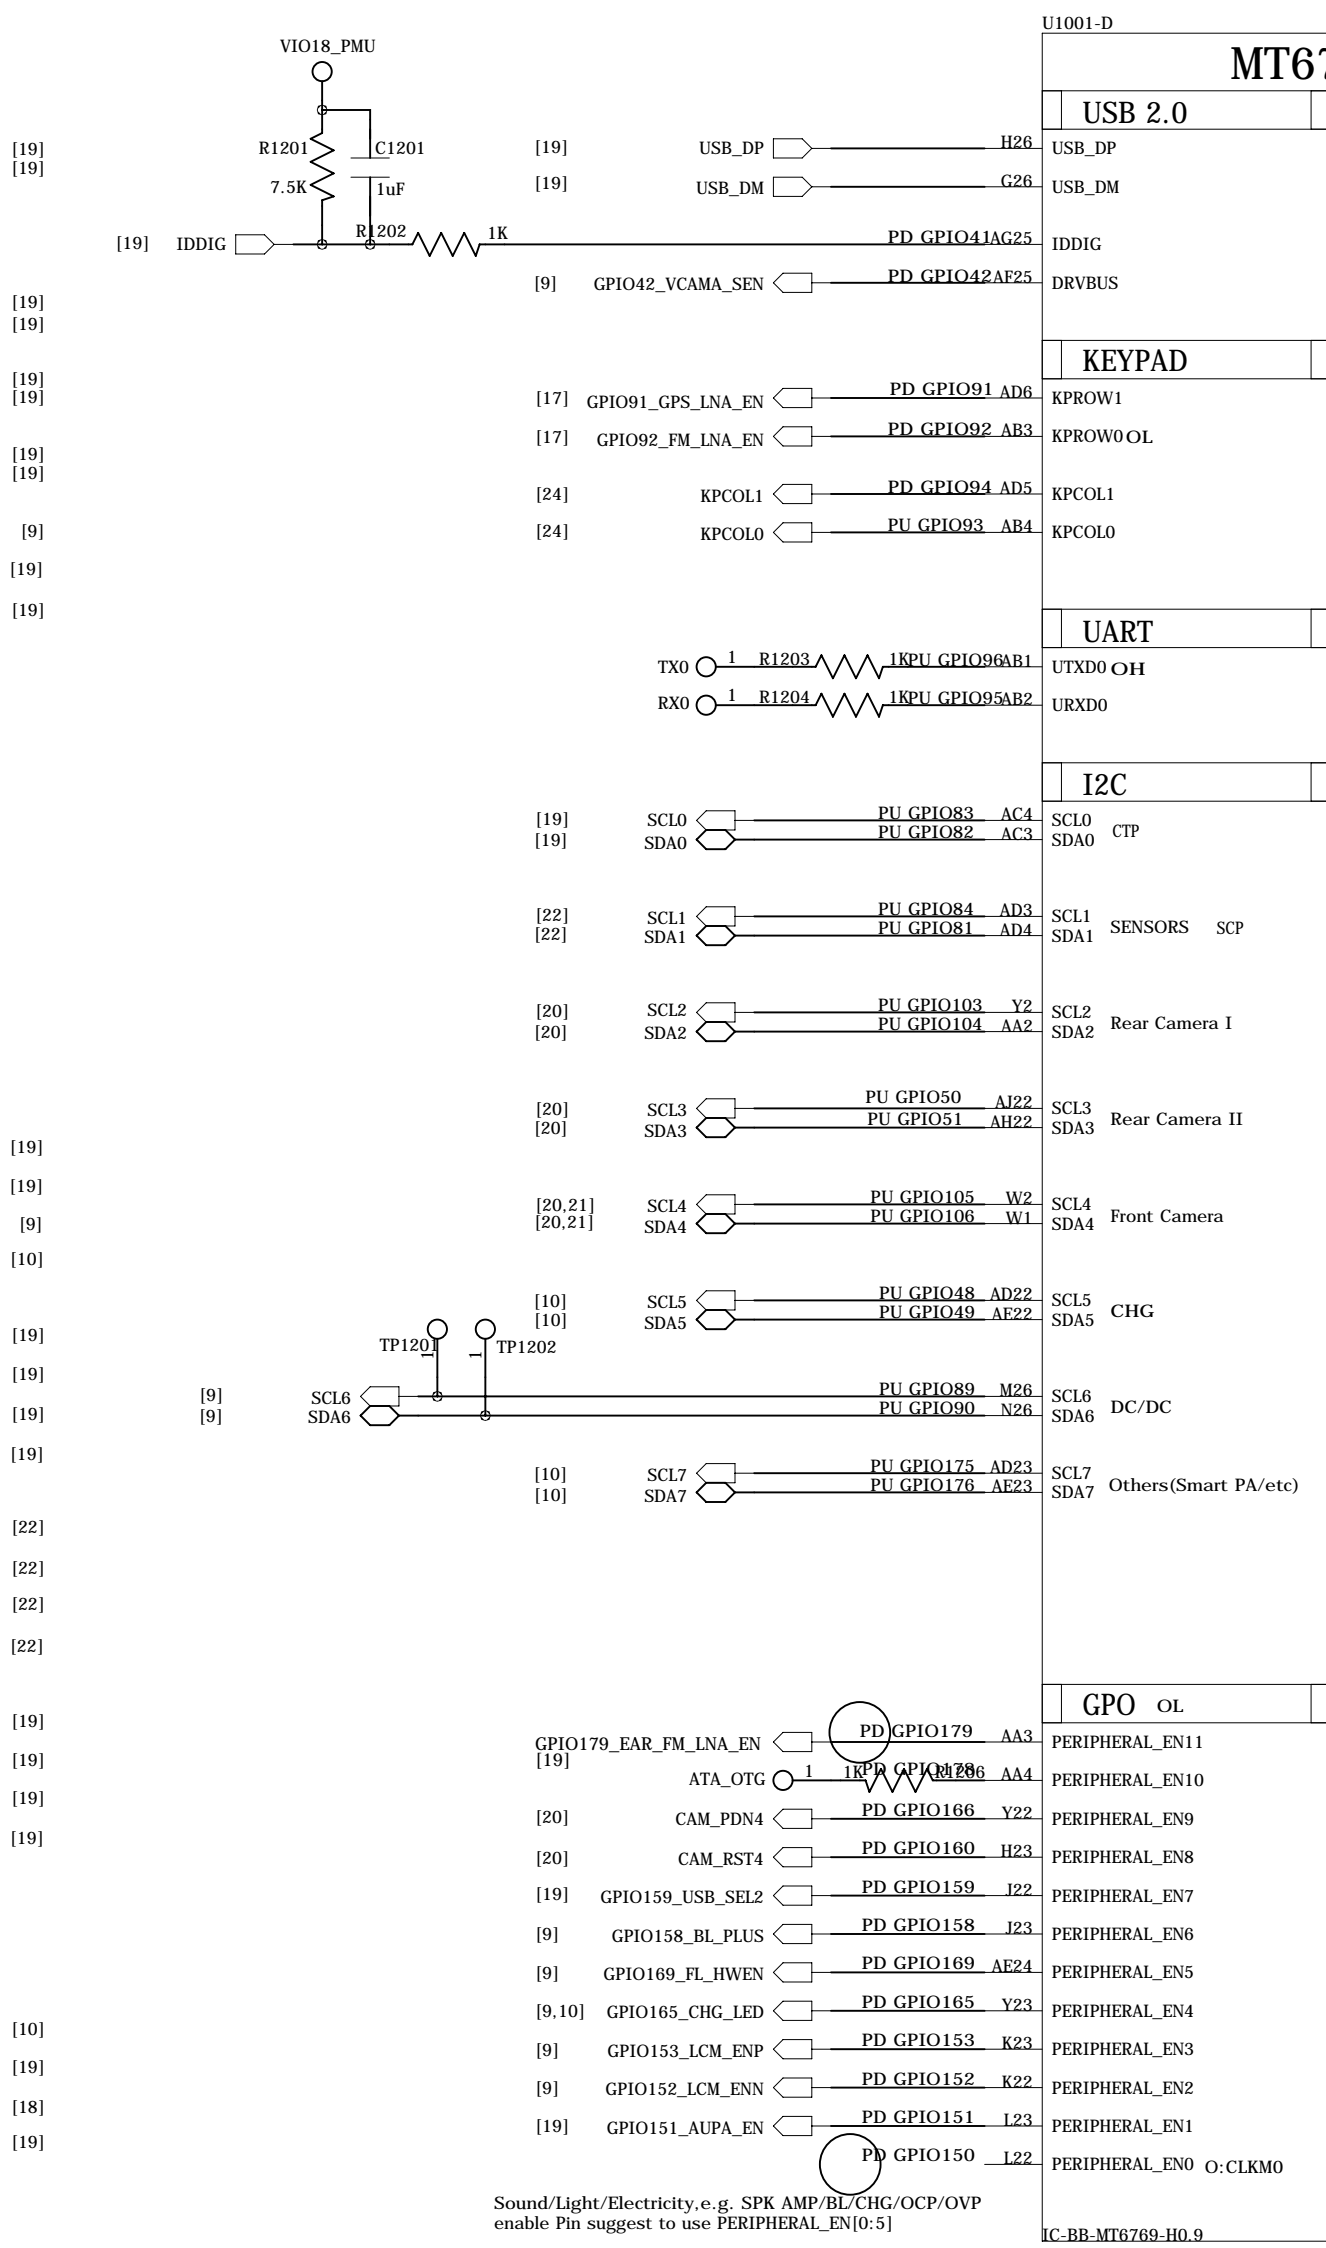 U1001-D
VIO18_PMU
MT67
USB 2.0
[19]
[19]
R1201
C1201
7.5K
1uF
[19] USB_DP H26 USB_DP
[19] USB_DM G26 USB_DM
[19] IDDIG R1202 1K PD GPIO41 AG25 IDDIG
[9] GPIO42_VCAMA_SEN PD GPIO42 AF25 DRVBUS
[19]
[19]
KEYPAD
[19]
[19]
[17] GPIO91_GPS_LNA_EN PD GPIO91 AD6 KPROW1
[17] GPIO92_FM_LNA_EN PD GPIO92 AB3 KPROW0 OL
[19]
[19]
[24] KPCOL1 PD GPIO94 AD5 KPCOL1
[9]
[24] KPCOL0 PU GPIO93 AB4 KPCOL0
[19]
[19]
UART
TX0 1 R1203 1K PU GPIO96 AB1 UTXD0 OH
RX0 1 R1204 1K PU GPIO95 AB2 URXD0
I2C
[19] SCL0 PU GPIO83 AC4 SCL0
[19] SDA0 PU GPIO82 AC3 SDA0
CTP
[22] SCL1 PU GPIO84 AD3 SCL1
[22] SDA1 PU GPIO81 AD4 SDA1
SENSORS SCP
[20] SCL2 PU GPIO103 Y2 SCL2
[20] SDA2 PU GPIO104 AA2 SDA2
Rear Camera I
[20] SCL3 PU GPIO50 AJ22 SCL3
[20] SDA3 PU GPIO51 AH22 SDA3
Rear Camera II
[19]
[19]
[20,21] SCL4 PU GPIO105 W2 SCL4
[20,21] SDA4 PU GPIO106 W1 SDA4
Front Camera
[9]
[10]
[10] SCL5 PU GPIO48 AD22 SCL5
[10] SDA5 PU GPIO49 AE22 SDA5
CHG
[19]
TP1201 1 1 TP1202
[19]
[9] SCL6 PU GPIO89 M26 SCL6
[9] SDA6 PU GPIO90 N26 SDA6
DC/DC
[19]
[19]
[10] SCL7 PU GPIO175 AD23 SCL7
[10] SDA7 PU GPIO176 AE23 SDA7
Others(Smart PA/etc)
[22]
[22]
[22]
[22]
GPO OL
[19]
GPIO179_EAR_FM_LNA_EN PD GPIO179 AA3 PERIPHERAL_EN11
[19]
[19]
ATA_OTG 1 1K PD GPIO178 R1206 AA4 PERIPHERAL_EN10
[19]
[20] CAM_PDN4 PD GPIO166 Y22 PERIPHERAL_EN9
[19]
[20] CAM_RST4 PD GPIO160 H23 PERIPHERAL_EN8
[19] GPIO159_USB_SEL2 PD GPIO159 J22 PERIPHERAL_EN7
[9] GPIO158_BL_PLUS PD GPIO158 J23 PERIPHERAL_EN6
[9] GPIO169_FL_HWEN PD GPIO169 AE24 PERIPHERAL_EN5
[9,10] GPIO165_CHG_LED PD GPIO165 Y23 PERIPHERAL_EN4
[10]
[9] GPIO153_LCM_ENP PD GPIO153 K23 PERIPHERAL_EN3
[19]
[9] GPIO152_LCM_ENN PD GPIO152 K22 PERIPHERAL_EN2
[18]
[19] GPIO151_AUPA_EN PD GPIO151 L23 PERIPHERAL_EN1
[19]
PD GPIO150 L22 PERIPHERAL_EN0 O:CLKM0
Sound/Light/Electricity,e.g. SPK AMP/BL/CHG/OCP/OVP
enable Pin suggest to use PERIPHERAL_EN[0:5]
IC-BB-MT6769-H0.9